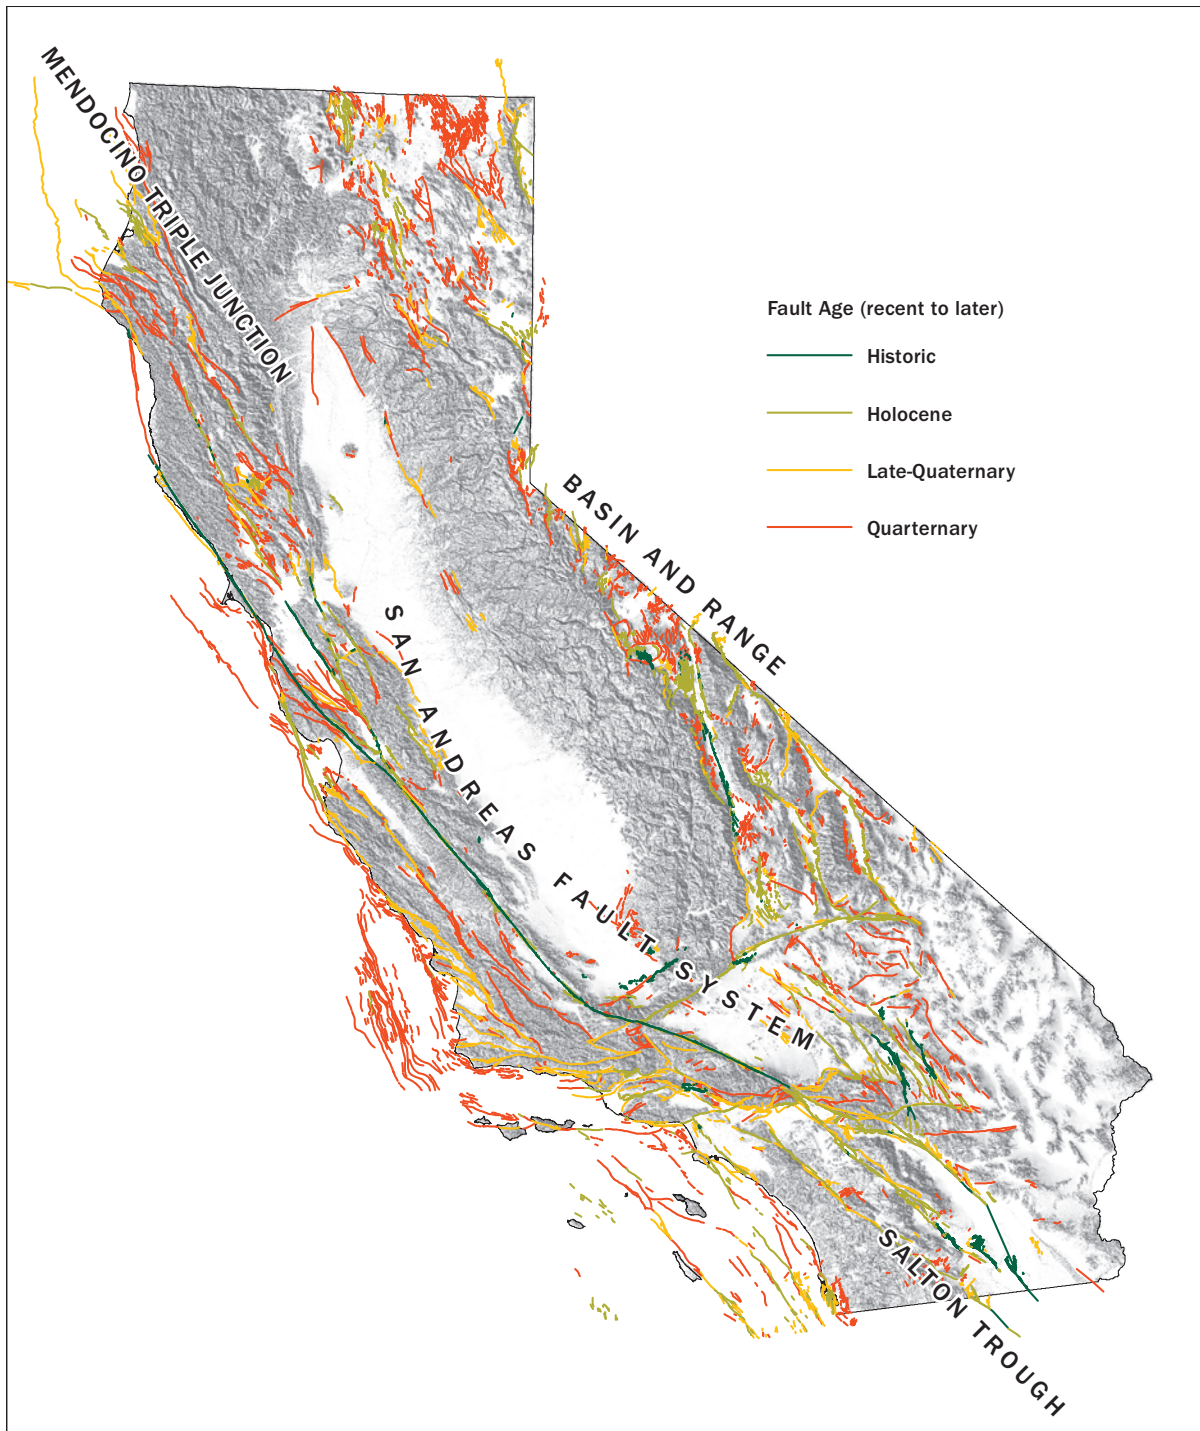 MENDOCINO TRIPLE JUNCTION
BASIN AND RANGE
SAN ANDREAS FAULT SYSTEM
SALTON TROUGH
Fault Age (recent to later)
Historic
Holocene
Late-Quaternary
Quarternary